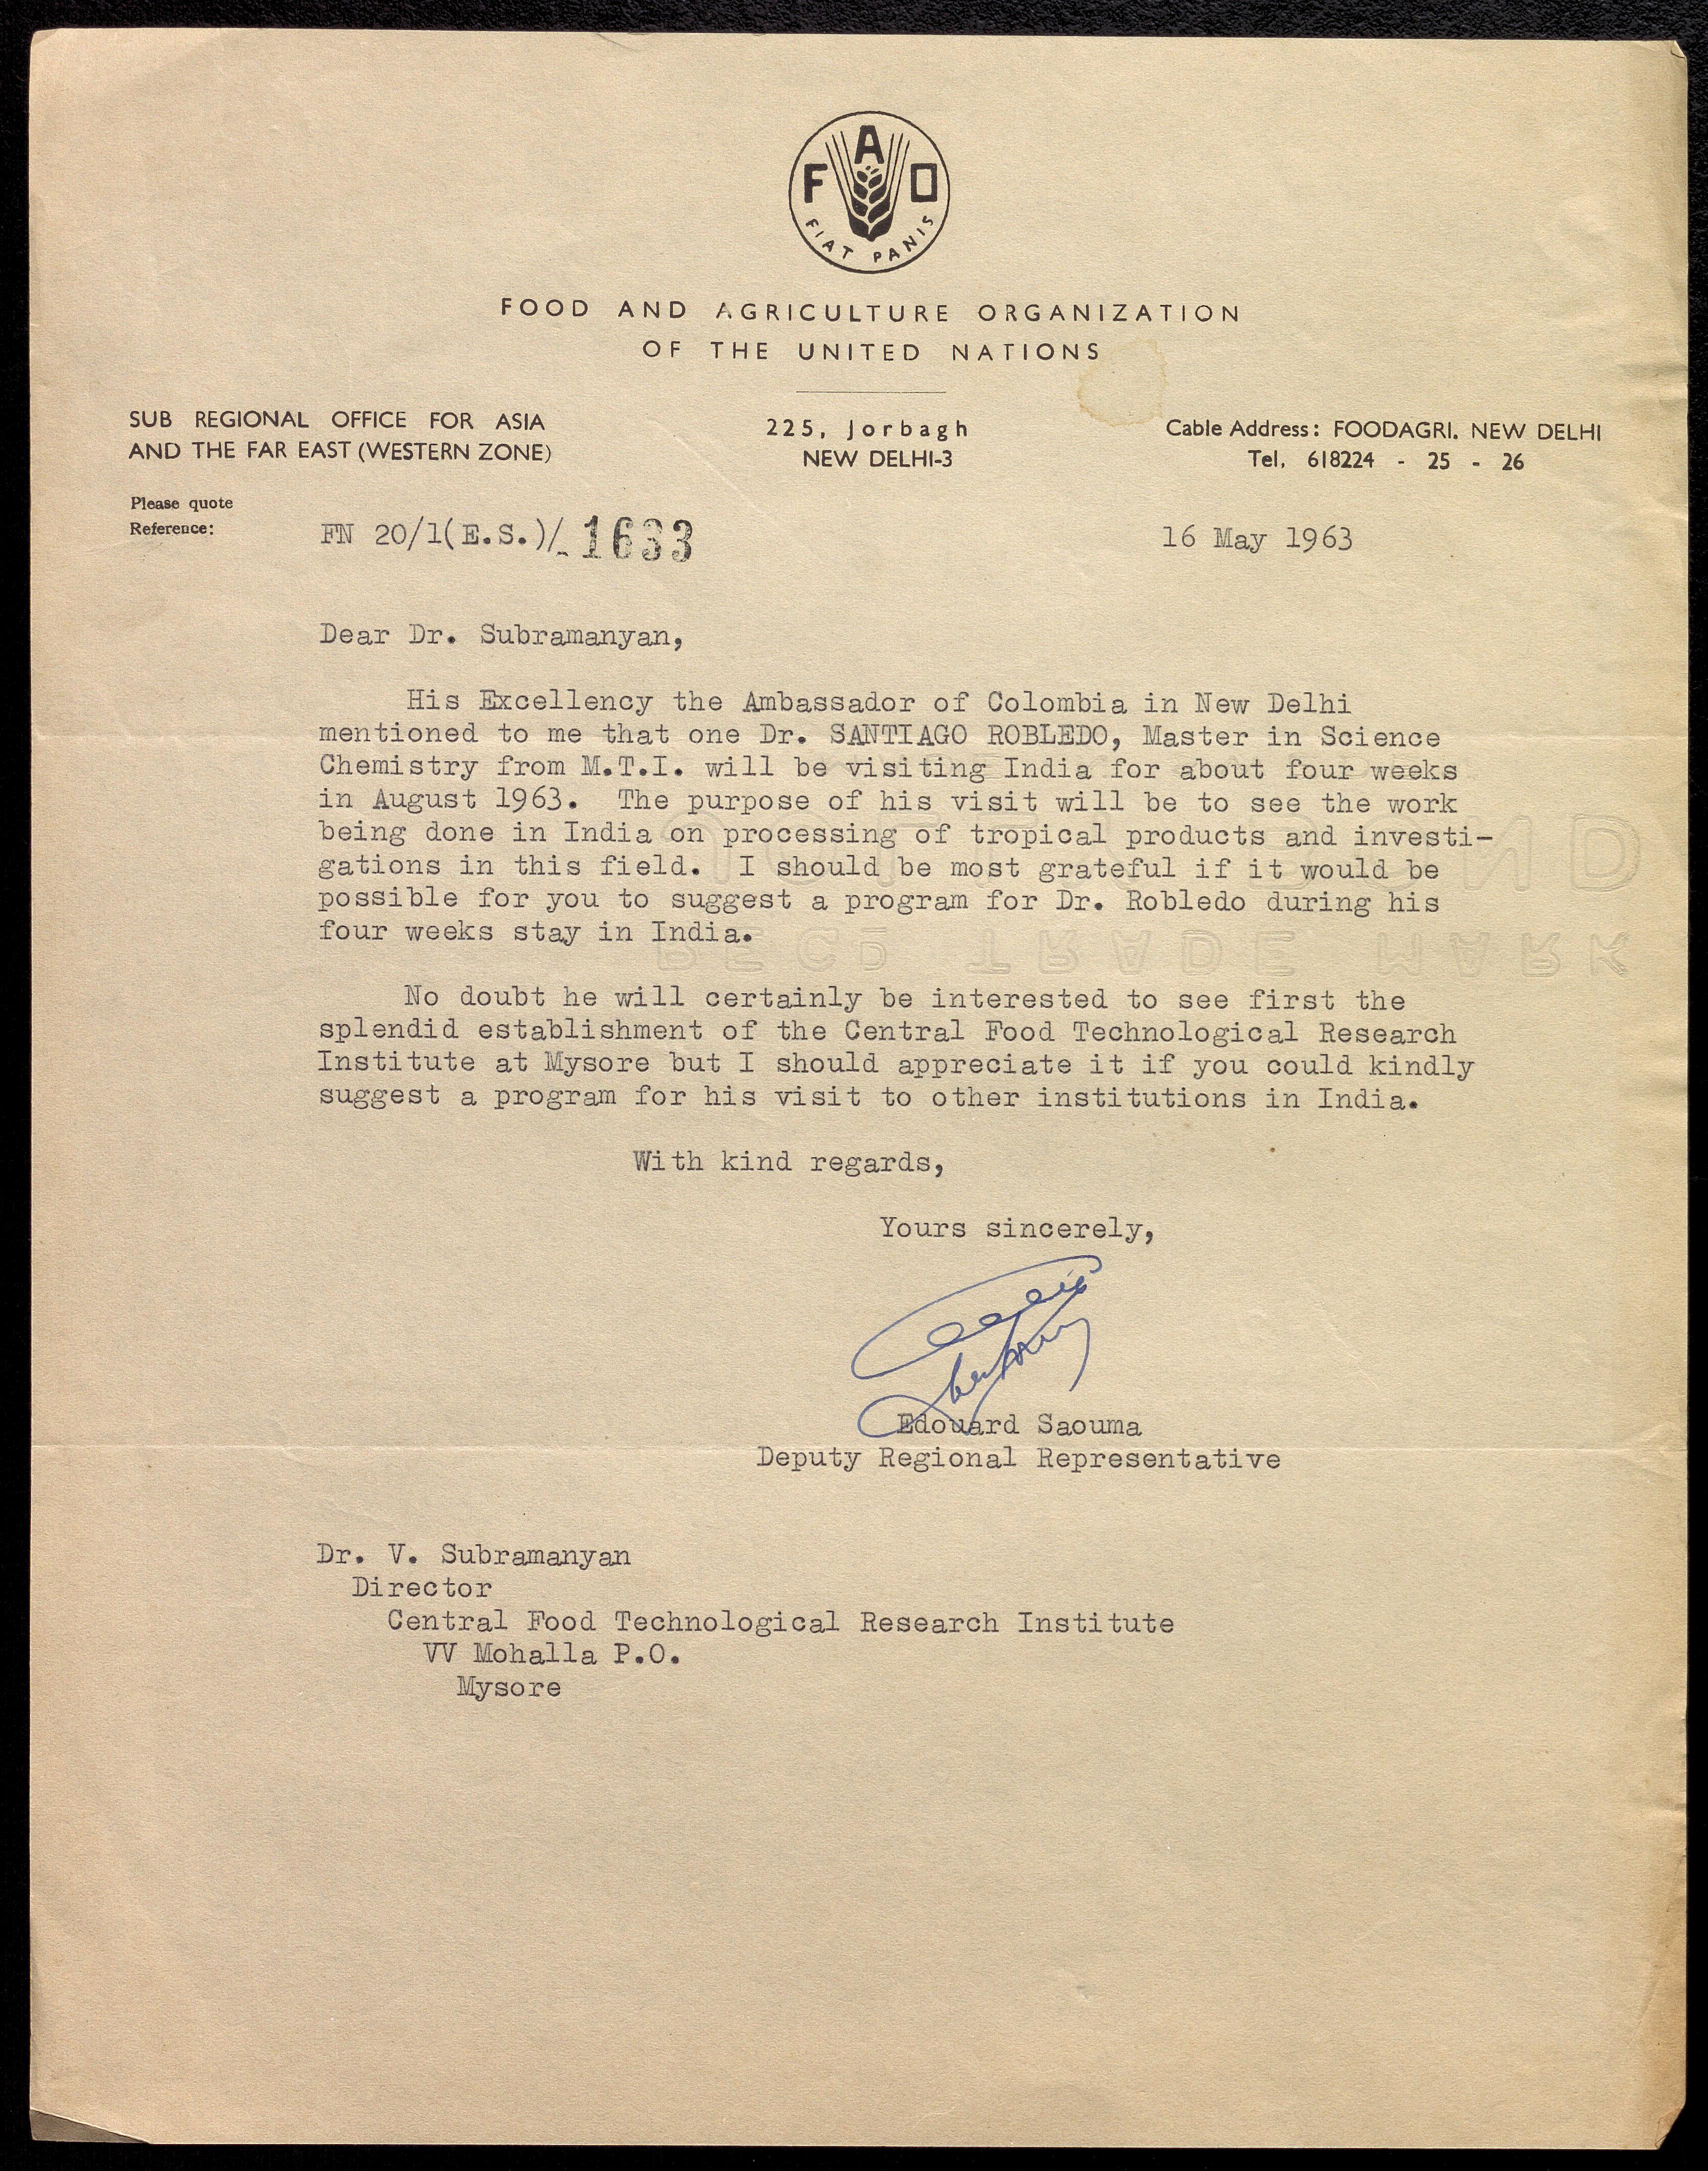 F A O
FIAT PANIS
FOOD AND AGRICULTURE ORGANIZATION
OF THE UNITED NATIONS
SUB REGIONAL OFFICE FOR ASIA
AND THE FAR EAST (WESTERN ZONE)
225, Jorbagh
NEW DELHI-3
Cable Address: FOODAGRI. NEW DELHI
Tel. 618224 - 25 - 26
Please quote
Reference:
FN 20/1(E.S.)/- 1633
16 May 1963
Dear Dr. Subramanyan,
His Excellency the Ambassador of Colombia in New Delhi
mentioned to me that one Dr. SANTIAGO ROBLEDO, Master in Science
Chemistry from M.T.I. will be visiting India for about four weeks
in August 1963. The purpose of his visit will be to see the work
being done in India on processing of tropical products and investi-
gations in this field. I should be most grateful if it would be
possible for you to suggest a program for Dr. Robledo during his
four weeks stay in India.
BOND
REGD TRADE MARK
No doubt he will certainly be interested to see first the
splendid establishment of the Central Food Technological Research
Institute at Mysore but I should appreciate it if you could kindly
suggest a program for his visit to other institutions in India.
With kind regards,
Yours sincerely,
Edouard Saouma
Deputy Regional Representative
Dr. V. Subramanyan
Director
Central Food Technological Research Institute
VV Mohalla P.O.
Mysore